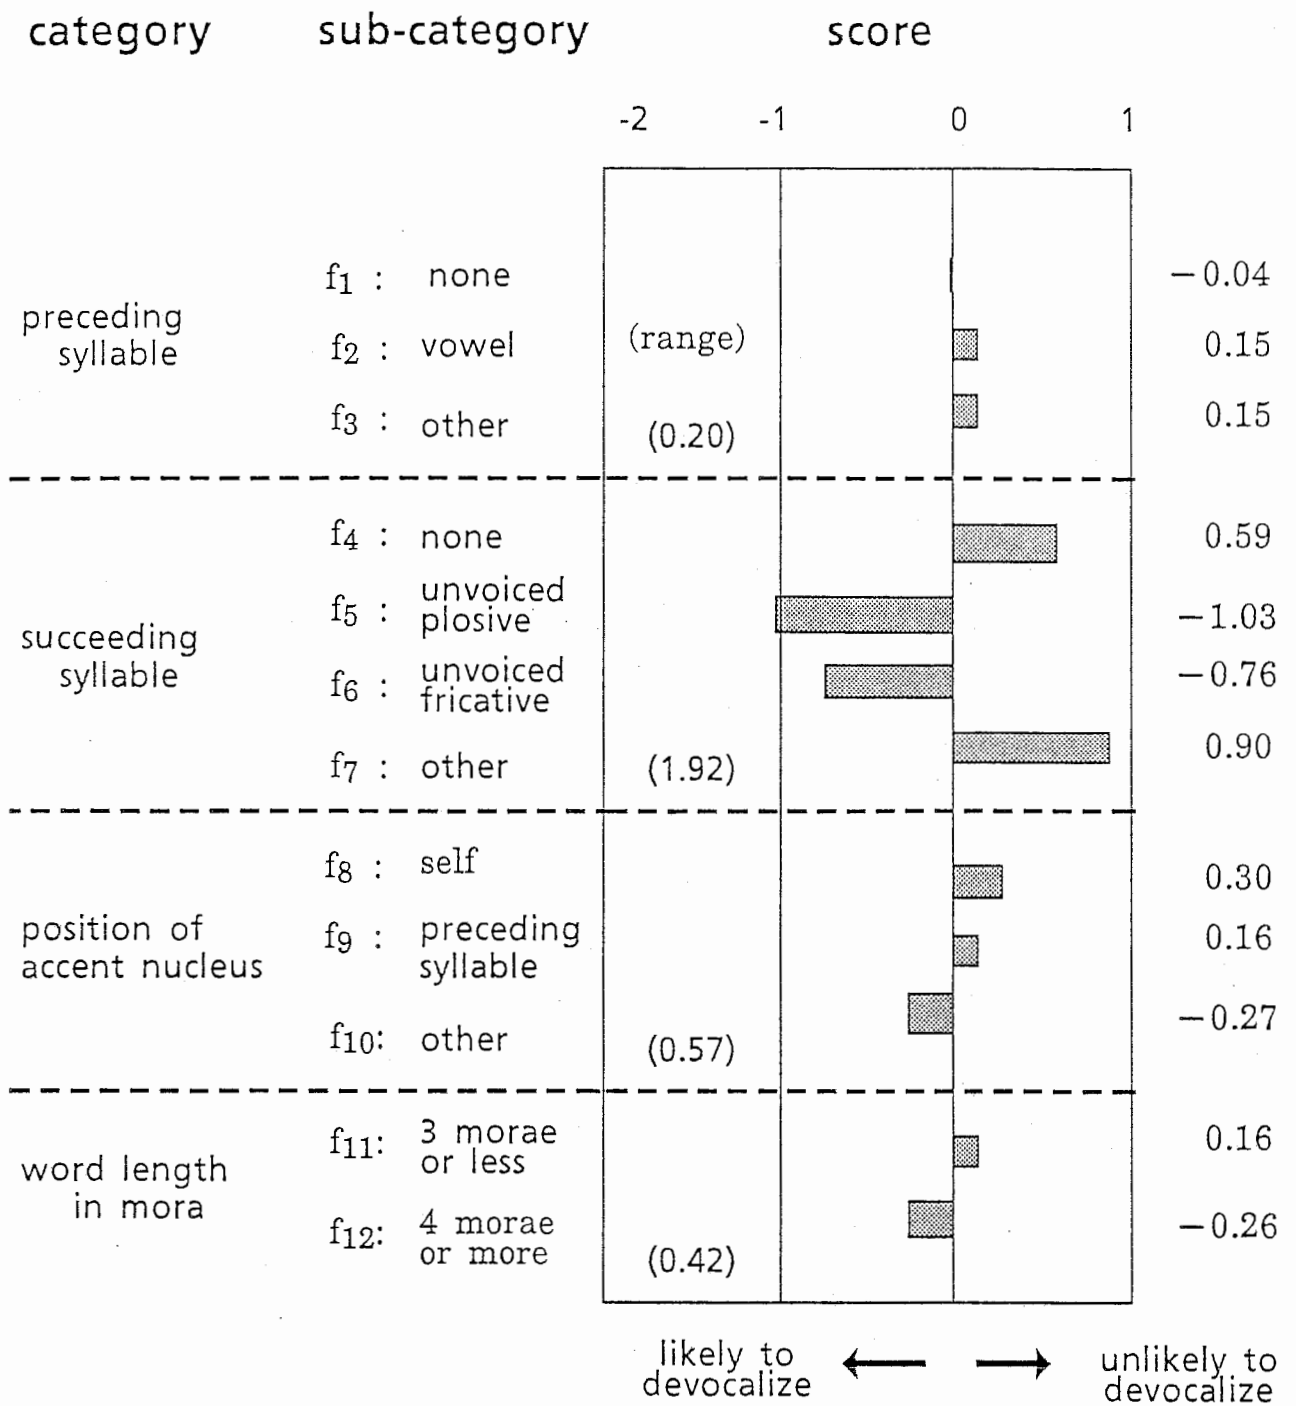 category sub-category score
-2 -1 0 1
f1 : none −0.04
preceding
syllable
f2 : vowel (range) 0.15
f3 : other (0.20) 0.15
f4 : none 0.59
unvoiced
f5 : plosive −1.03
succeeding
syllable
unvoiced
f6 : fricative −0.76
f7 : other (1.92) 0.90
f8 : self 0.30
position of
accent nucleus
f9 : preceding 0.16
syllable
f10: other (0.57) −0.27
f11: 3 morae 0.16
or less
word length
in mora
f12: 4 morae −0.26
or more (0.42)
likely to
devocalize
unlikely to
devocalize